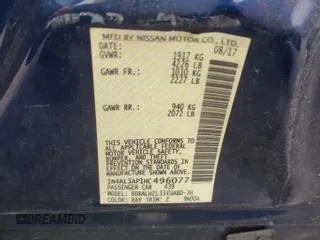 MFD BY NISSAN MOTOR CO., LTD.
DATE: 08/17
GVWR: 1917 KG
4226 LB
GAWR FR: 1010 KG
2227 LB
GAWR RR: 940 KG
2072 LB
THIS VEHICLE CONFORMS TO ALL
APPLICABLE FEDERAL MOTOR VEHICLE
SAFETY, BUMPER, AND THEFT
PREVENTION STANDARDS IN EFFECT
ON THE DATE OF MANUFACTURE SHOWN
ABOVE.
1N4AL3AP1HC496077
PASSENGER CAR 439
MODEL:
COLOR: RAY TRIM: Z